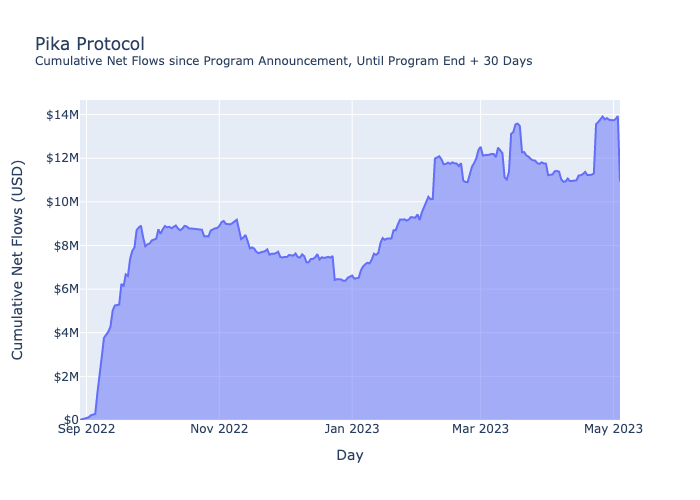 Pika Protocol
Cumulative Net Flows since Program Announcement, Until Program End + 30 Days
Cumulative Net Flows (USD)
$14M
$12M
$10M
$8M
$6M
$4M
$2M
$0
Sep 2022 Nov 2022 Jan 2023 Mar 2023 May 2023
Day